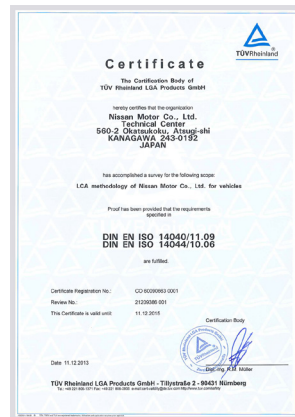 TÜVRheinland®
Certificate
The Certification Body of
TÜV Rheinland LGA Products GmbH
hereby certifies that the organization
Nissan Motor Co., Ltd.
Technical Center
560-2 Okatsukoku, Atsugi-shi
KANAGAWA 243-0192
JAPAN
has accomplished a survey for the following scope:
LCA methodology of Nissan Motor Co., Ltd. for vehicles
Proof has been provided that the requirements
specified in
DIN EN ISO 14040/11.09
DIN EN ISO 14044/10.06
are fulfilled.
Certificate Registration No.:
Review No.: 21239386 001
This Certificate is valid until: 11.12.2016
Certification Body
Date 11.12.2013
Dipl.-Ing. R.M. Müller
TÜV Rheinland LGA Products GmbH - Tillystraße 2 - 90431 Nürnberg